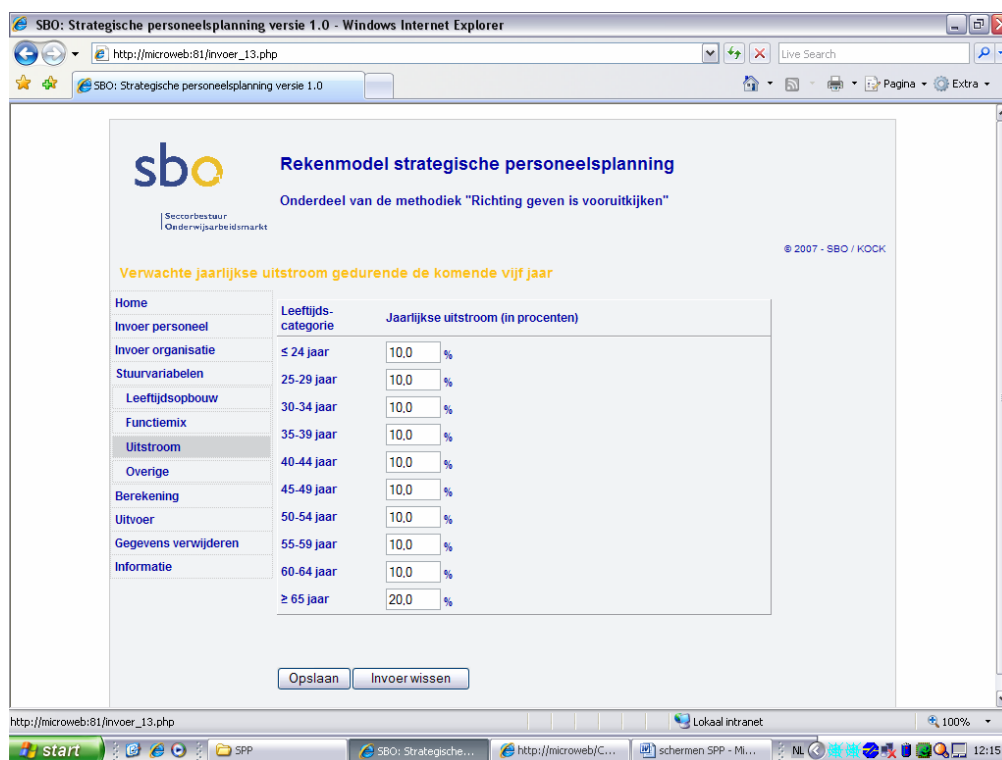 SBO: Strategische personeelsplanning versie 1.0 - Windows Internet Explorer
http://microweb:81/invoer_13.php
Live Search
SBO: Strategische personeelsplanning versie 1.0
Pagina
Extra
sbo
Sectorbestuur
Onderwijsarbeidsmarkt
Rekenmodel strategische personeelsplanning
Onderdeel van de methodiek "Richting geven is vooruitkijken"
© 2007 - SBO / KOCK
Verwachte jaarlijkse uitstroom gedurende de komende vijf jaar
Home
Invoer personeel
Invoer organisatie
Stuurvariabelen
Leeftijdsopbouw
Functiemix
Uitstroom
Overige
Berekening
Uitvoer
Gegevens verwijderen
Informatie
Leeftijds-
categorie
Jaarlijkse uitstroom (in procenten)
≤ 24 jaar 10,0 %
25-29 jaar 10,0 %
30-34 jaar 10,0 %
35-39 jaar 10,0 %
40-44 jaar 10,0 %
45-49 jaar 10,0 %
50-54 jaar 10,0 %
55-59 jaar 10,0 %
60-64 jaar 10,0 %
≥ 65 jaar 20,0 %
Opslaan Invoer wissen
http://microweb:81/invoer_13.php Lokaal intranet 100%
start SPP SBO: Strategische... http://microweb/C... schermen SPP - Mi... NL 12:15